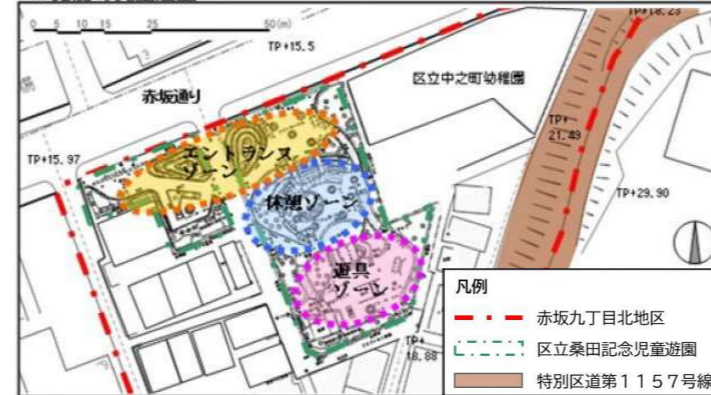 0 5 10 15 25 50(m)
TP+18.23
TP+15.5
区立中之町幼稚園
赤坂通り
TP+
21.49
エントランス
ゾーン
TP+15.97
TP+29.90
休憩ゾーン
遊具
ゾーン
TP+
18.88
凡例
赤坂九丁目北地区
区立桑田記念児童遊園
特別区道第1157号線